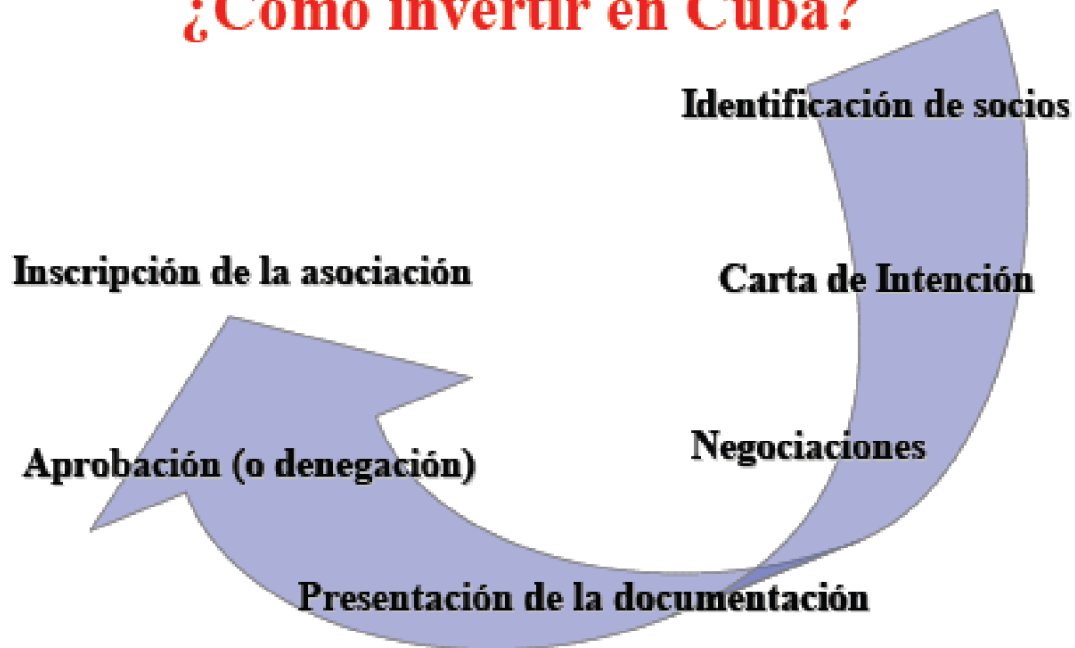 ¿Cómo invertir en Cuba?
Identificación de socios
Carta de Intención
Negociaciones
Presentación de la documentación
Aprobación (o denegación)
Inscripción de la asociación